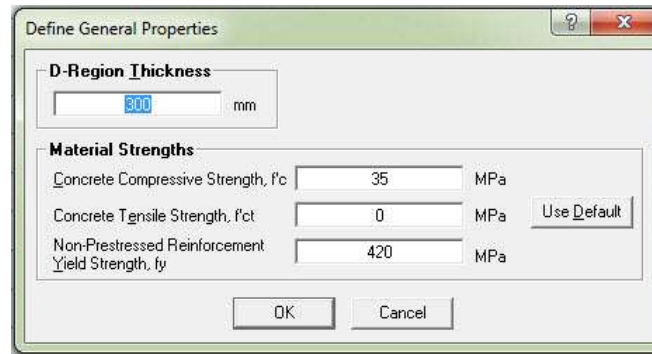 Define General Properties
D-Region Thickness
300 mm
Material Strengths
Concrete Compressive Strength, f'c 35 MPa
Concrete Tensile Strength, f'ct 0 MPa Use Default
Non-Prestressed Reinforcement
Yield Strength, fy 420 MPa
OK Cancel